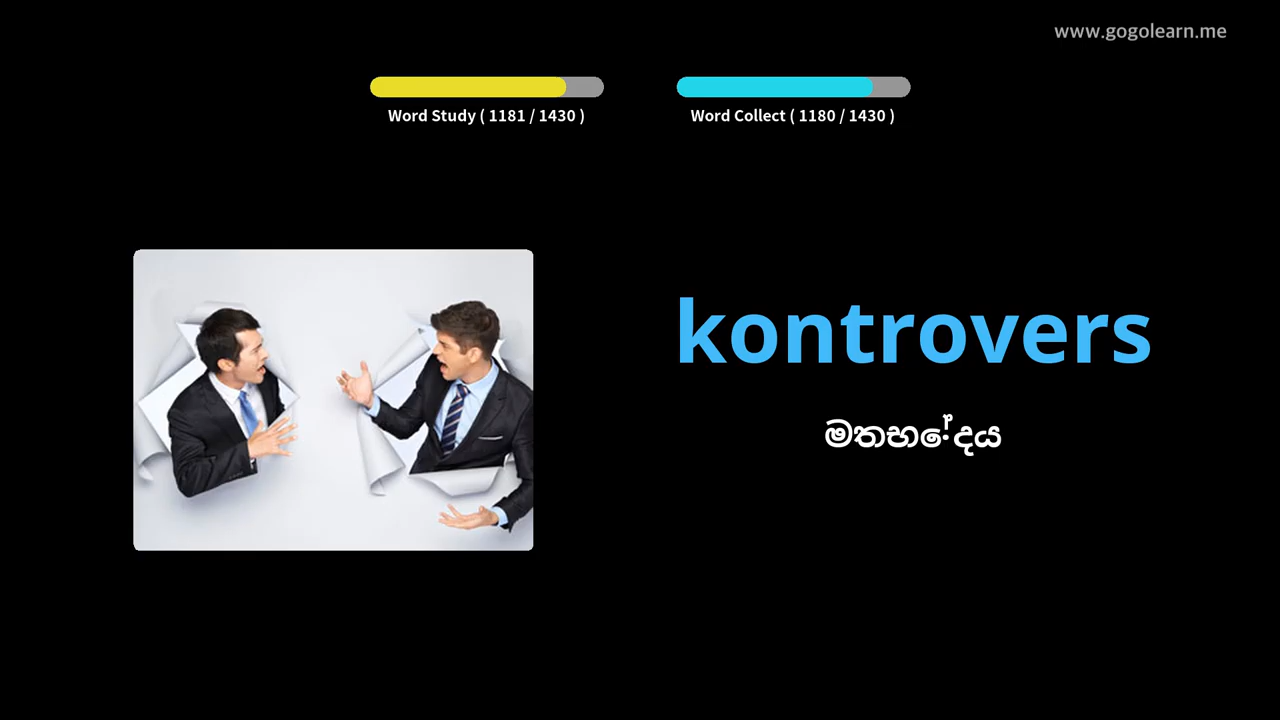 www.gogolearn.me
Word Study ( 1181 / 1430 )
Word Collect ( 1180 / 1430 )
kontrovers
මතභේදය